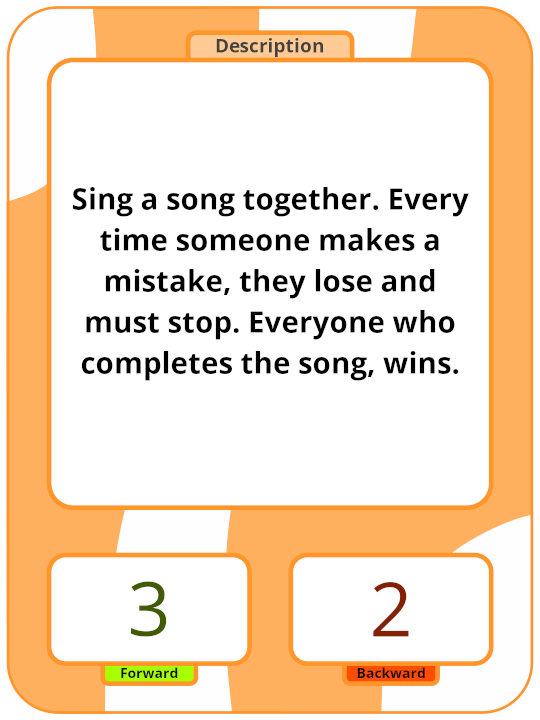 Description
Sing a song together. Every
time someone makes a
mistake, they lose and
must stop. Everyone who
completes the song, wins.
3
2
Forward
Backward